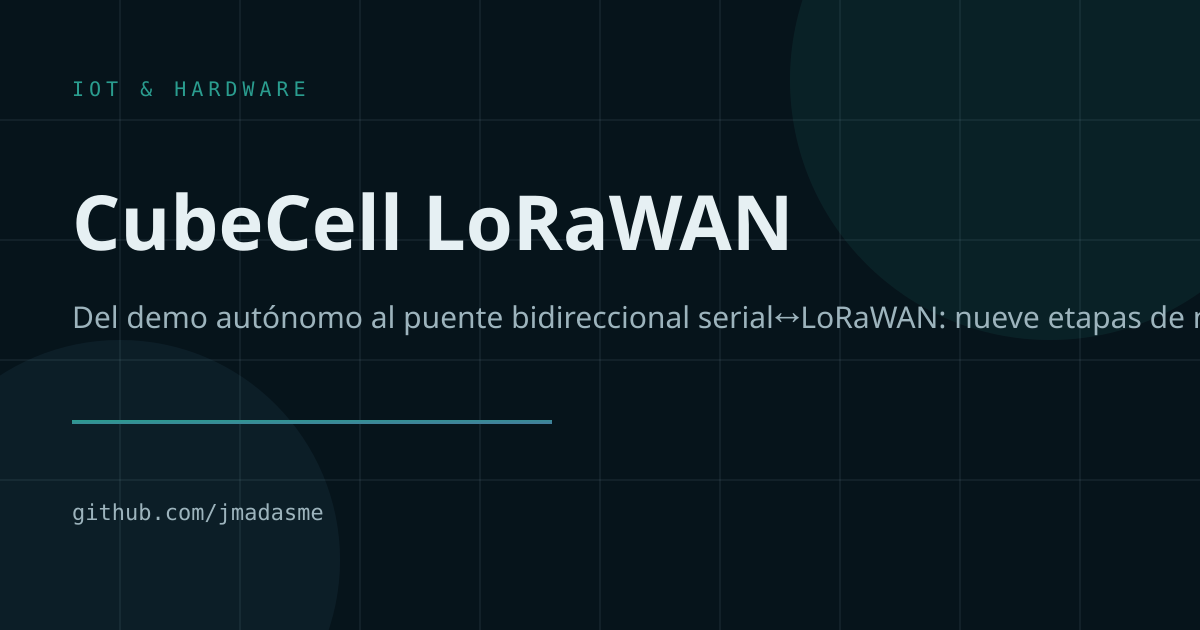 IOT & HARDWARE
CubeCell LoRaWAN
Del demo autónomo al puente bidireccional serial↔LoRaWAN: nueve etapas de
github.com/jmadasme